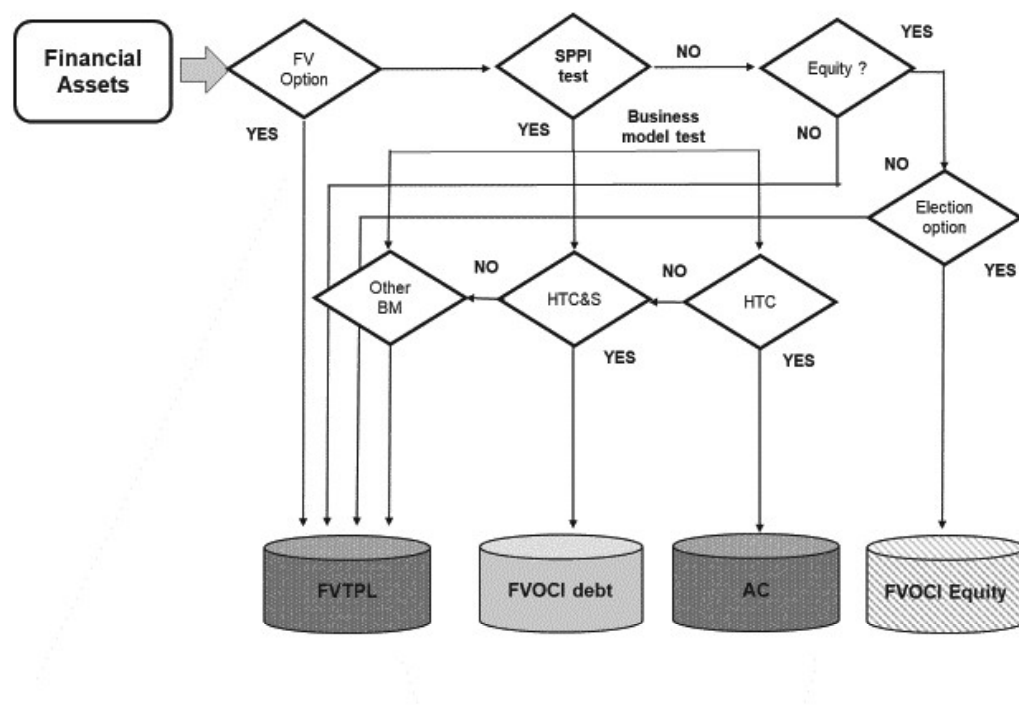 Financial
Assets
FV
Option
SPPI
test
NO
Equity ?
YES
YES
YES
Business
model test
NO
NO
Election
option
YES
Other
BM
NO
HTC&S
NO
HTC
YES
YES
FVTPL
FVOCI debt
AC
FVOCI Equity